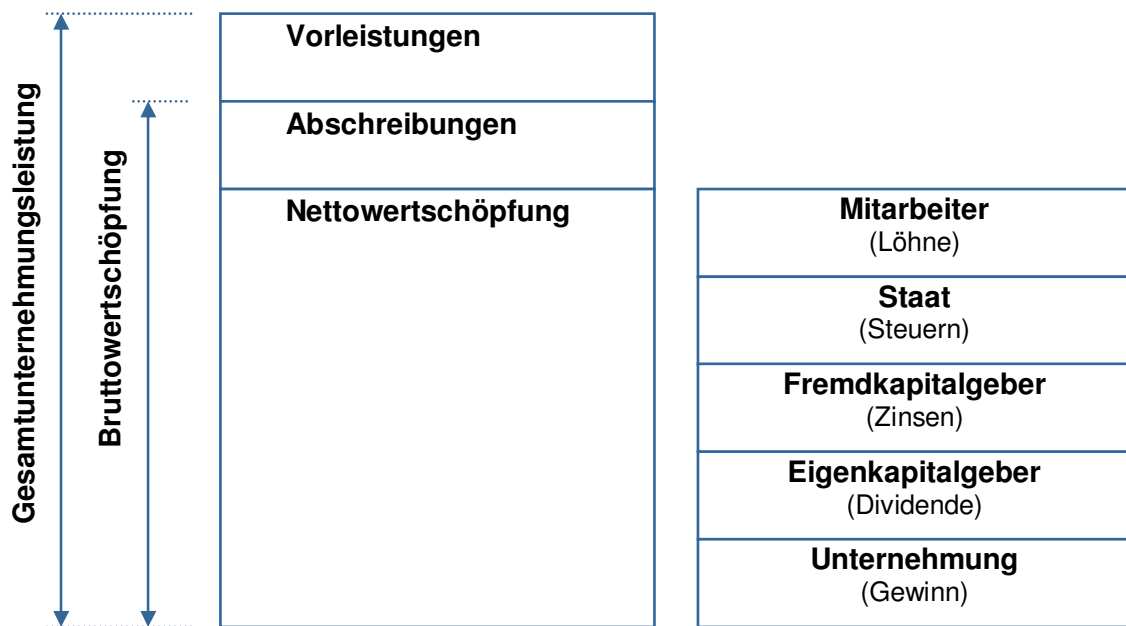 Gesamtunternehmungsleistung
Bruttowertschöpfung
Vorleistungen
Abschreibungen
Nettowertschöpfung
Mitarbeiter
(Löhne)
Staat
(Steuern)
Fremdkapitalgeber
(Zinsen)
Eigenkapitalgeber
(Dividende)
Unternehmung
(Gewinn)